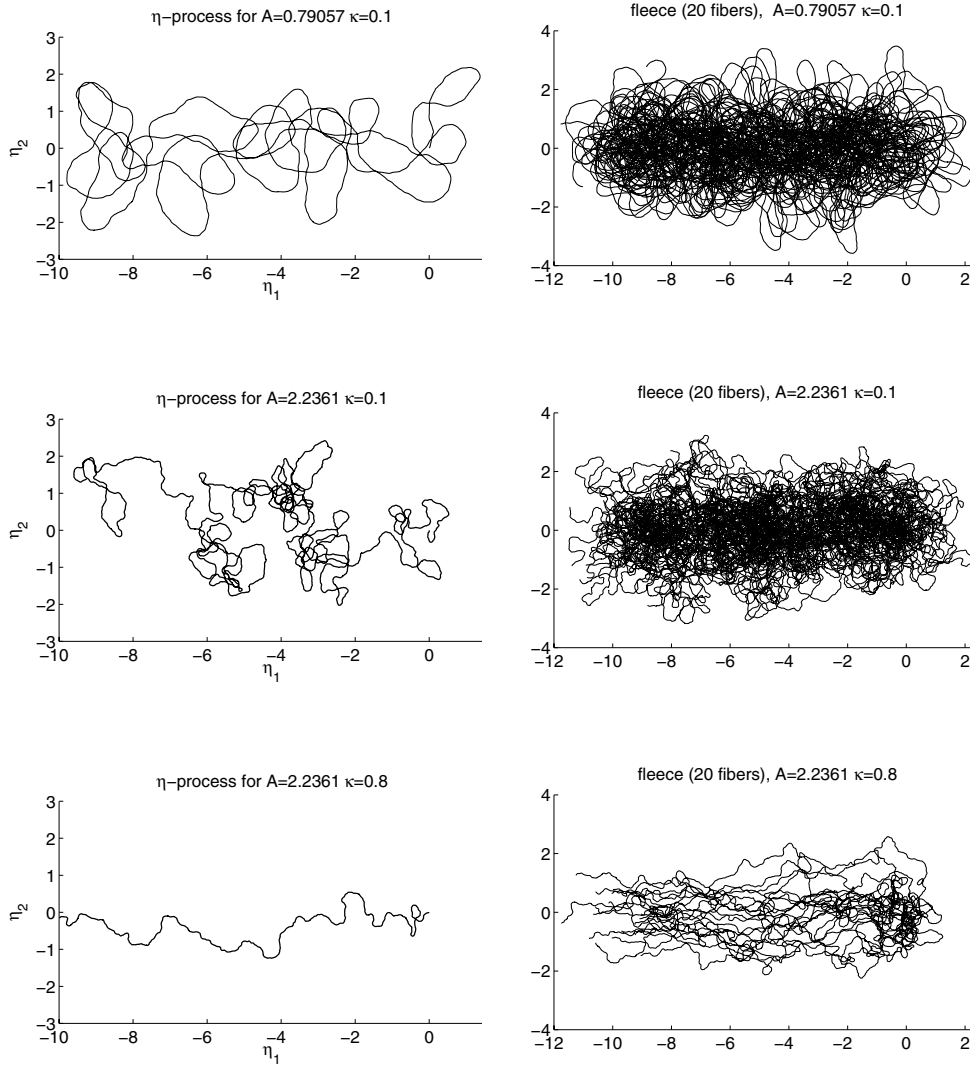 η−process for A=0.79057 κ=0.1
3
2
1
0
−1
−2
−3
η2
−10 −8 −6 −4 −2 0
η1
fleece (20 fibers), A=0.79057 κ=0.1
4
2
0
−2
−4
−12 −10 −8 −6 −4 −2 0 2
η−process for A=2.2361 κ=0.1
3
2
1
0
−1
−2
−3
η2
−10 −8 −6 −4 −2 0
η1
fleece (20 fibers), A=2.2361 κ=0.1
4
2
0
−2
−4
−12 −10 −8 −6 −4 −2 0 2
η−process for A=2.2361 κ=0.8
3
2
1
0
−1
−2
−3
η2
−10 −8 −6 −4 −2 0
η1
fleece (20 fibers), A=2.2361 κ=0.8
4
2
0
−2
−4
−12 −10 −8 −6 −4 −2 0 2